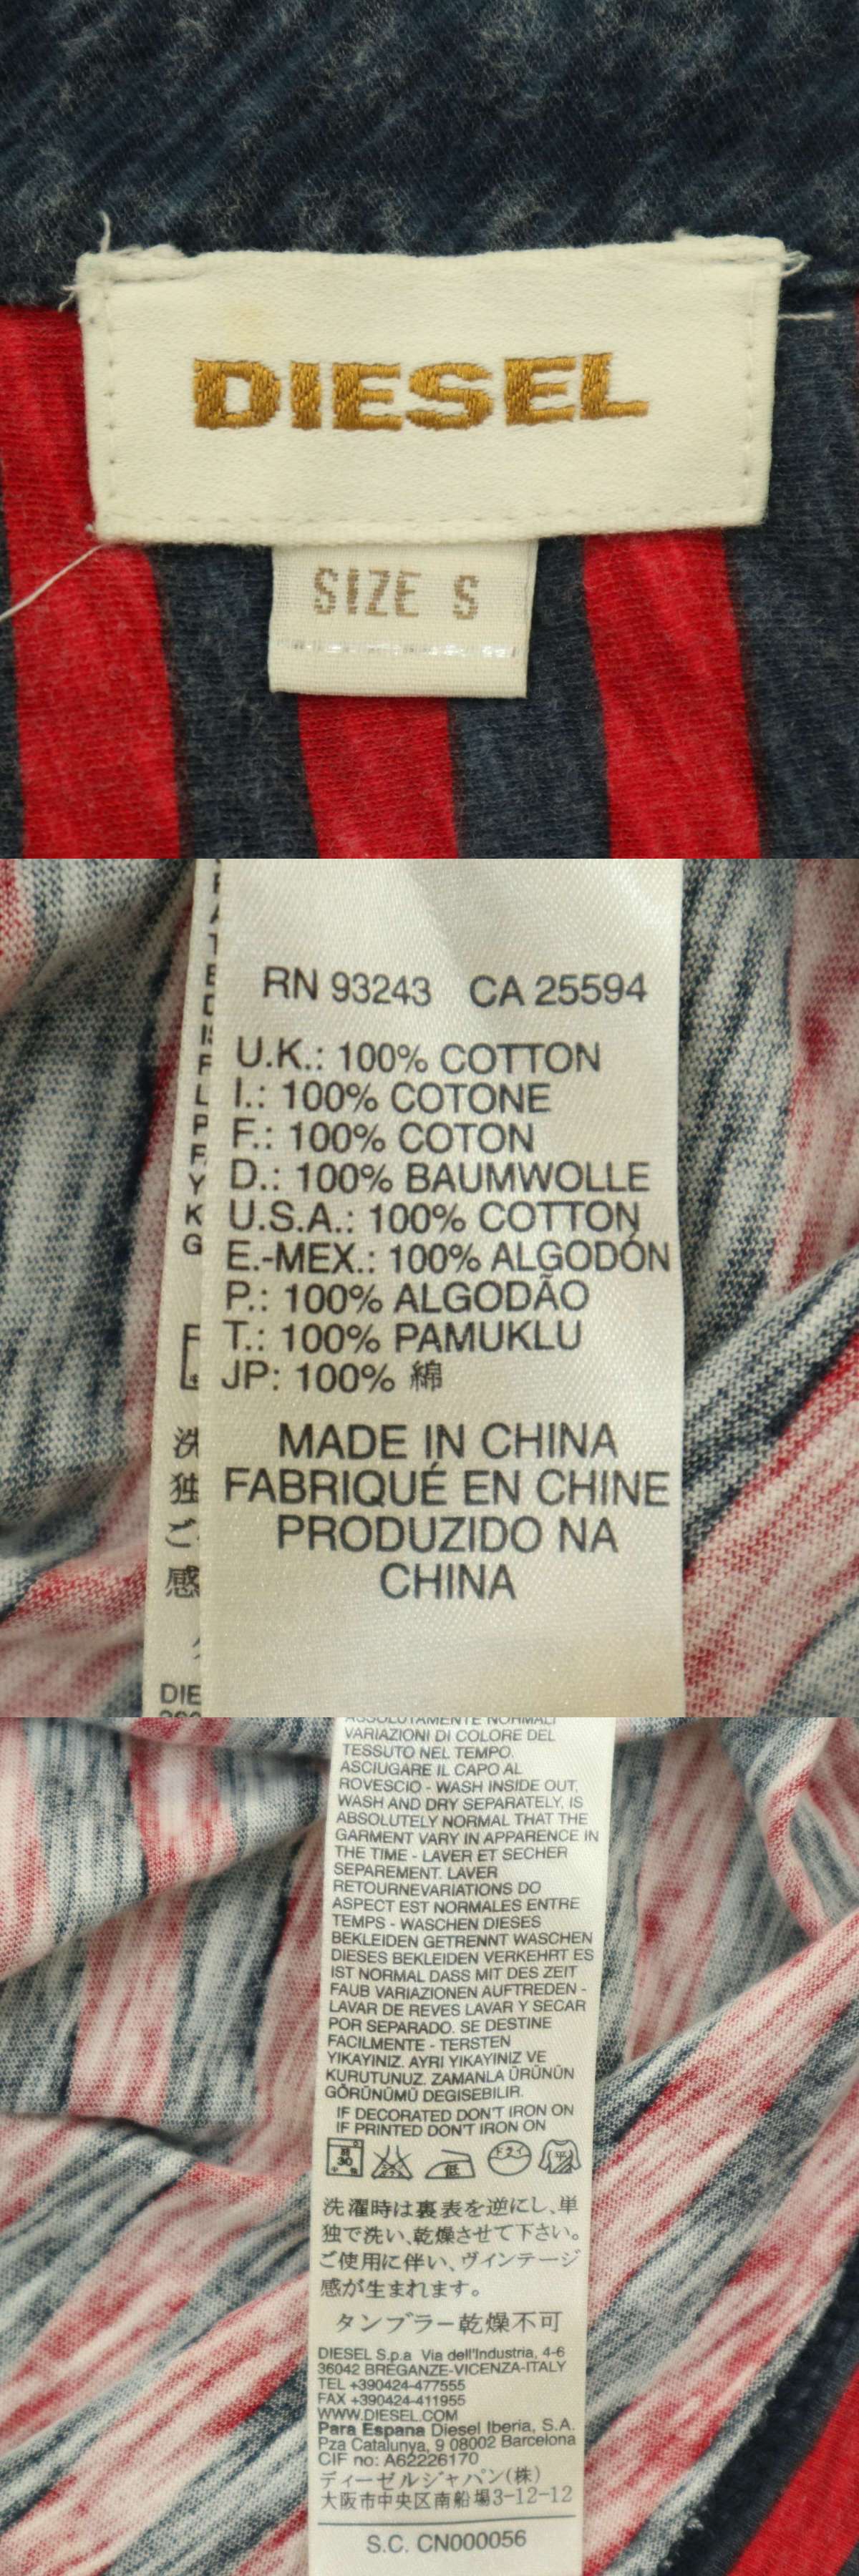 DIESEL
SIZE S
RN 93243 CA 25594
U.K.: 100% COTTON
I.: 100% COTONE
F.: 100% COTON
D.: 100% BAUMWOLLE
U.S.A.: 100% COTTON
E.-MEX.: 100% ALGODÓN
P.: 100% ALGODÃO
T.: 100% PAMUKLU
JP: 100% 綿
MADE IN CHINA
FABRIQUÉ EN CHINE
PRODUZIDO NA
CHINA
DIE
ASSOLUTAMENTE NORMALI
VARIAZIONI DI COLORE DEL
TESSUTO NEL TEMPO.
ASCIUGARE IL CAPO AL
ROVESCIO - WASH INSIDE OUT,
WASH AND DRY SEPARATELY, IS
ABSOLUTELY NORMAL THAT THE
GARMENT VARY IN APPARENCE IN
THE TIME - LAVER ET SECHER
SEPAREMENT. LAVER
RETOURNEVARIATIONS DO
ASPECT EST NORMALES ENTRE
TEMPS - WASCHEN DIESES
BEKLEIDEN GETRENNT WASCHEN
DIESES BEKLEIDEN VERKEHRT ES
IST NORMAL DASS MIT DES ZEIT
FAUB VARIAZIONEN AUFTREDEN -
LAVAR DE REVES LAVAR Y SECAR
POR SEPARADO. SE DESTINE
FACILMENTE - TERSTEN
YIKAYINIZ. AYRI YIKAYINIZ VE
KURUTUNUZ. ZAMANLA ÜRÜNÜN
GÖRÜNÜMÜ DEGISEBILIR.
IF DECORATED DON'T IRON ON
IF PRINTED DON'T IRON ON
30 低 ドライ 平
洗濯時は裏表を逆にし、単
独で洗い、乾燥させて下さい。
ご使用に伴い、ヴィンテージ
感が生まれます。
タンブラー乾燥不可
DIESEL S.p.a Via dell'Industria, 4-6
36042 BREGANZE-VICENZA-ITALY
TEL +390424-477555
FAX +390424-411955
WWW.DIESEL.COM
Para Espana Diesel Iberia, S.A.
Pza Catalunya, 9 08002 Barcelona
CIF no: A62226170
ディーゼルジャパン(株)
大阪市中央区南船場3-12-12
S.C. CN000056